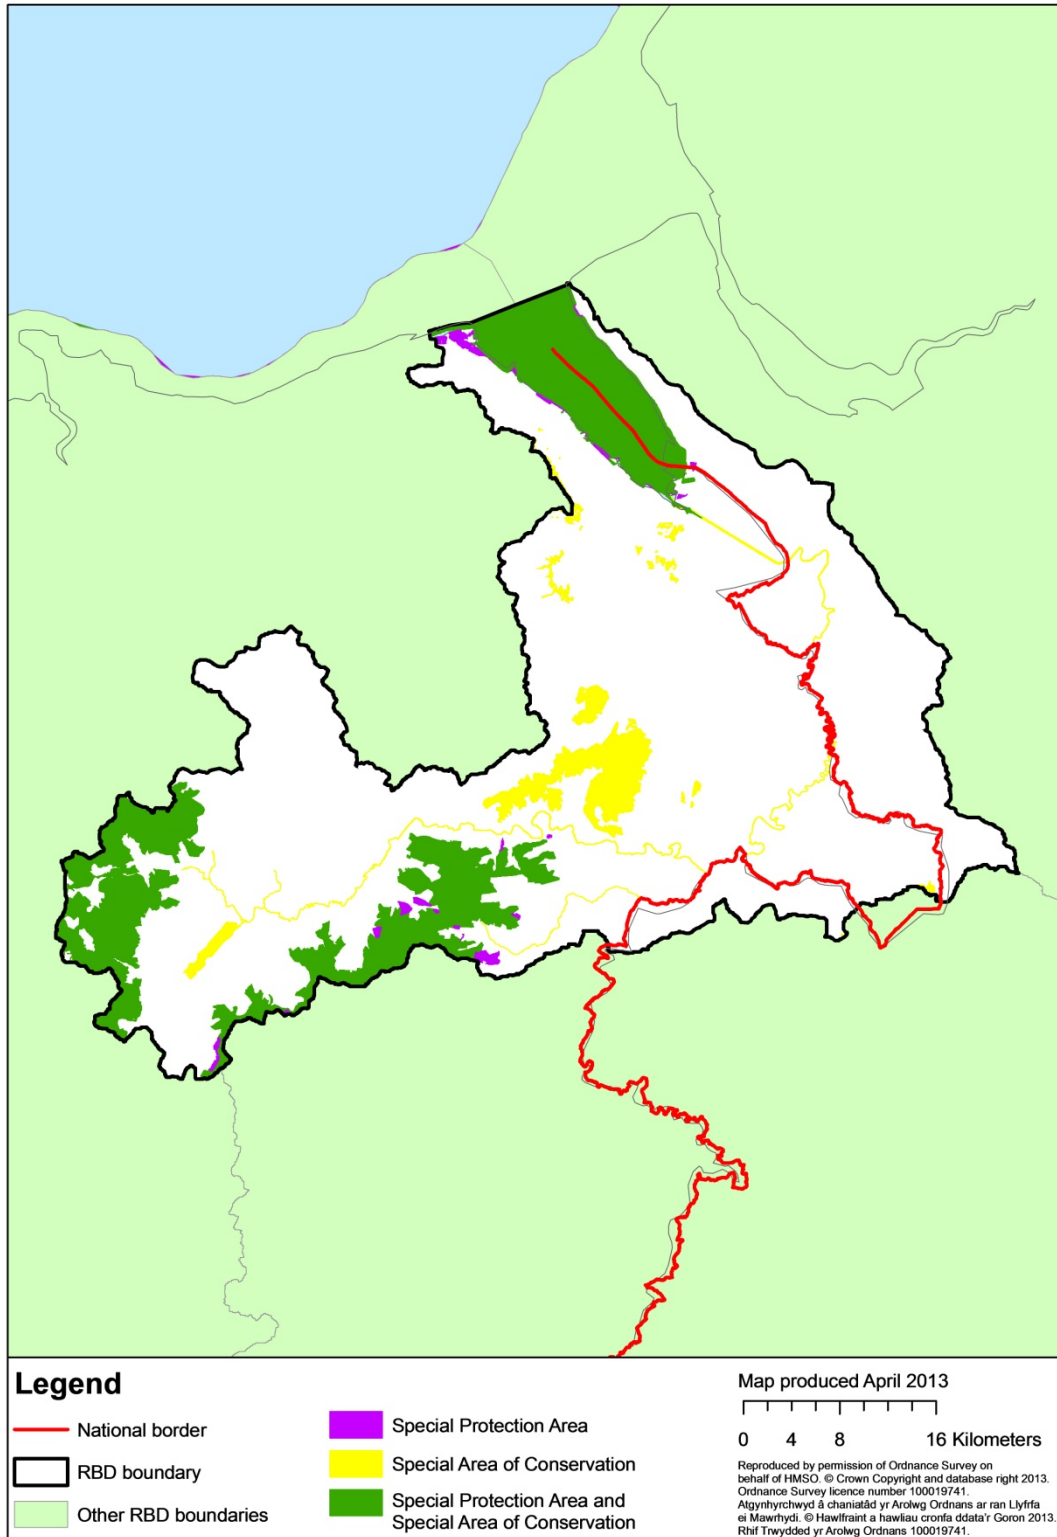 Legend
National border
RBD boundary
Other RBD boundaries
Special Protection Area
Special Area of Conservation
Special Protection Area and
Special Area of Conservation
Map produced April 2013
0 4 8 16 Kilometers
Reproduced by permission of Ordnance Survey on
behalf of HMSO. © Crown Copyright and database right 2013.
Ordnance Survey licence number 100019741.
Atgynhyrchwyd â chaniatâd yr Arolwg Ordnans ar ran Llyfrfa
ei Mawrhydi. © Hawlfraint a hawliau cronfa ddata'r Goron 2013.
Rhif Trwydded yr Arolwg Ordnans 100019741.